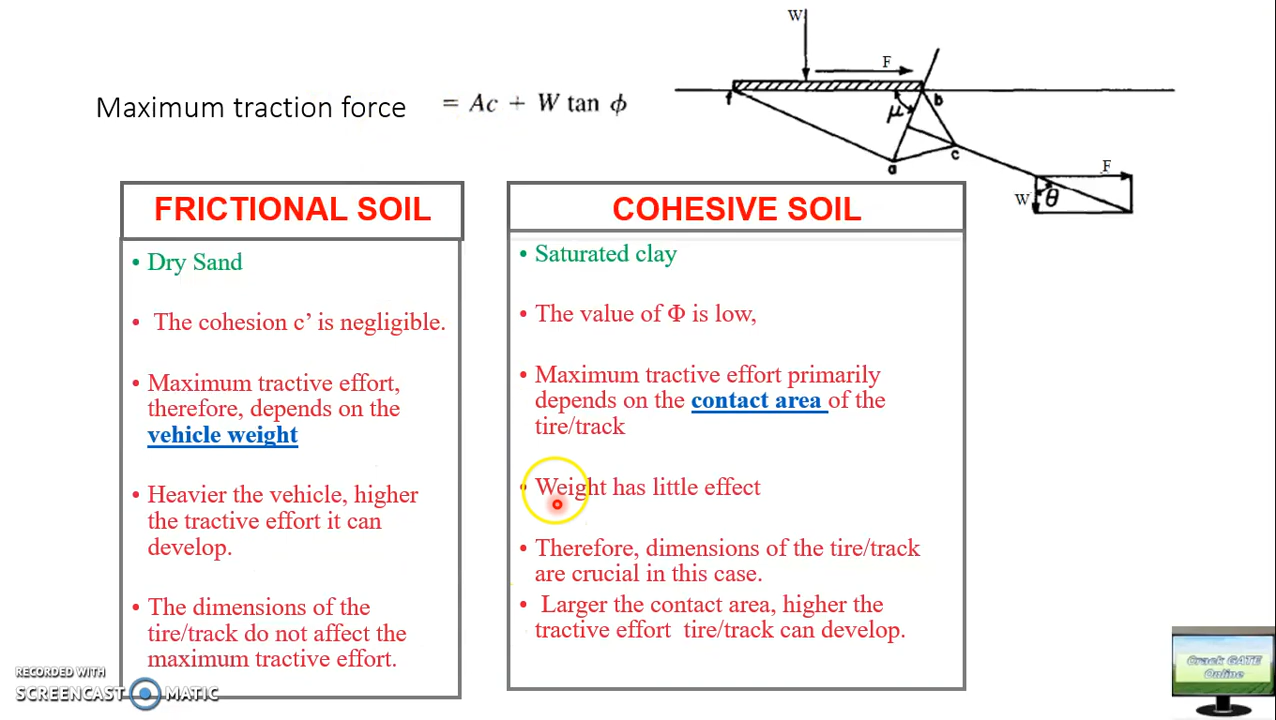 Maximum traction force = Ac + W tan ϕ
W
F
f
b
μ
a
c
F
W
θ
FRICTIONAL SOIL
• Dry Sand
• The cohesion c’ is negligible.
• Maximum tractive effort,
therefore, depends on the
vehicle weight
• Heavier the vehicle, higher
the tractive effort it can
develop.
• The dimensions of the
tire/track do not affect the
maximum tractive effort.
COHESIVE SOIL
• Saturated clay
• The value of Φ is low,
• Maximum tractive effort primarily
depends on the contact area of the
tire/track
• Weight has little effect
• Therefore, dimensions of the tire/track
are crucial in this case.
• Larger the contact area, higher the
tractive effort tire/track can develop.
RECORDED WITH
SCREENCAST MATIC
Crack GATE
Online